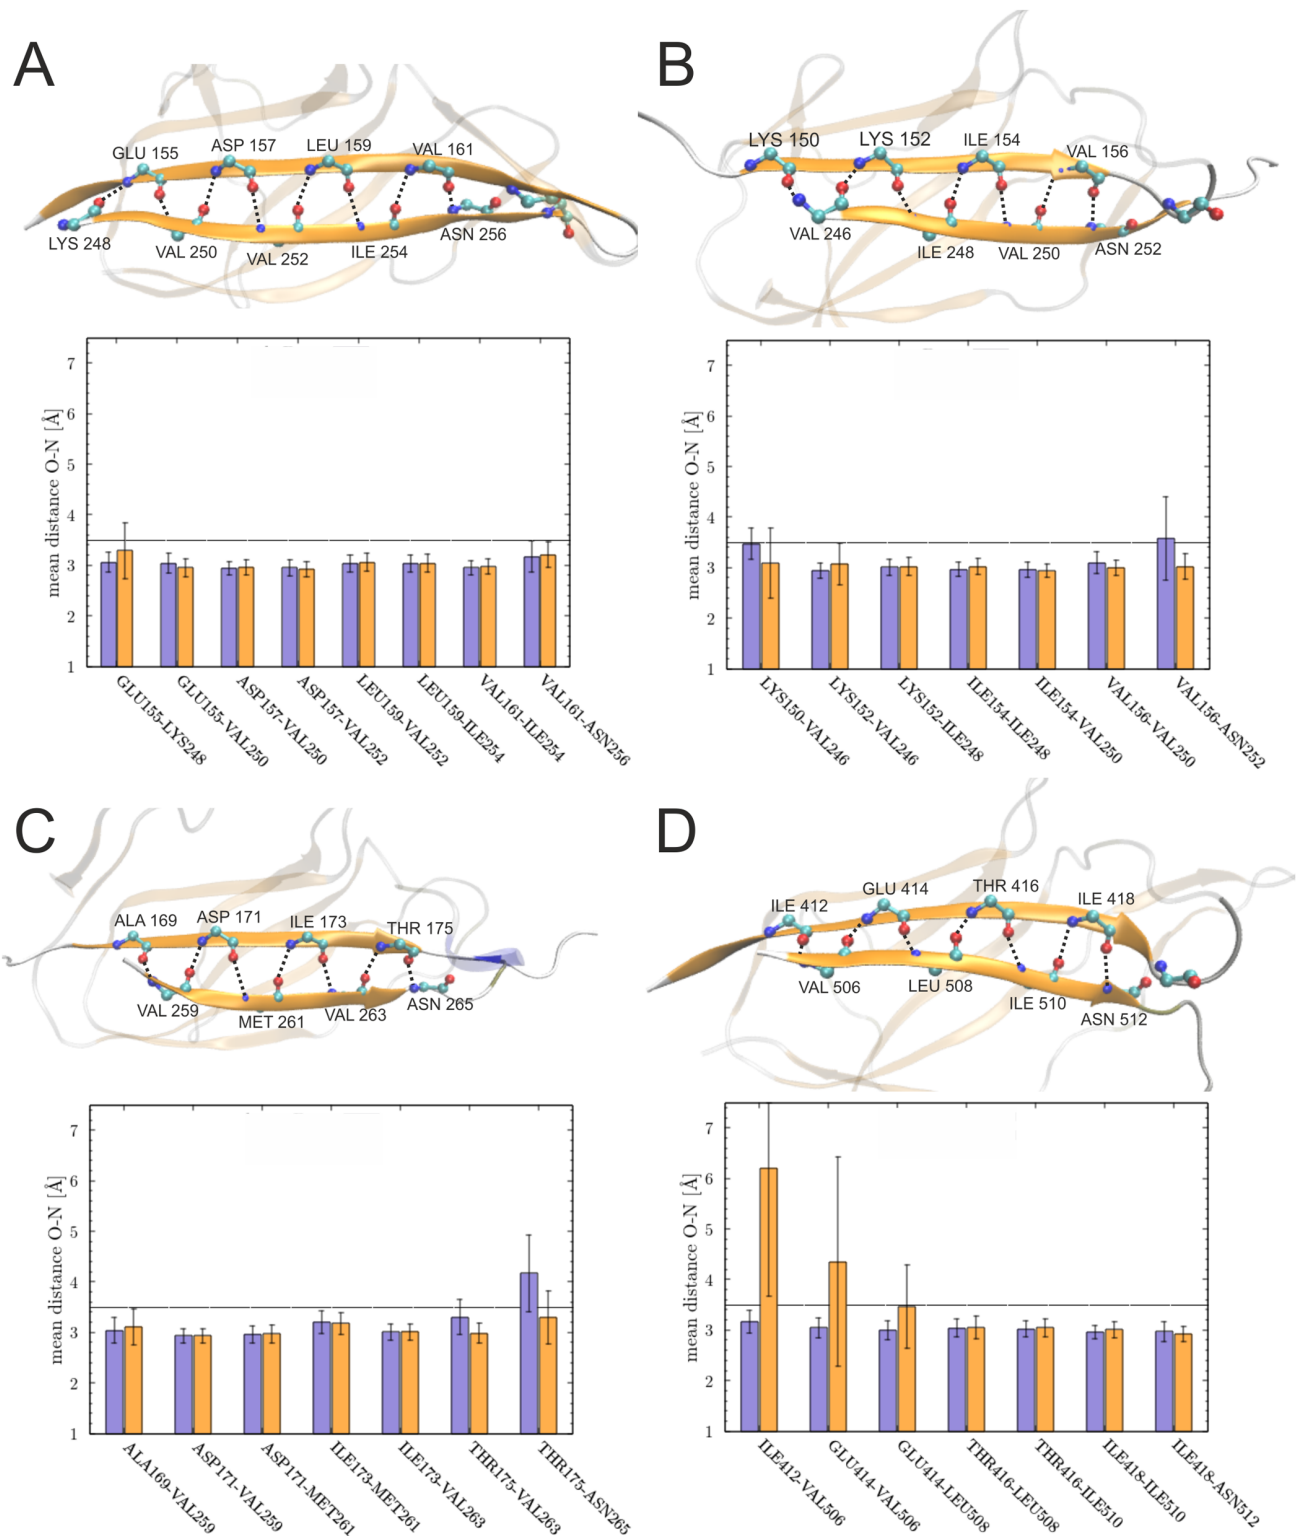 A
GLU 155
ASP 157
LEU 159
VAL 161
LYS 248
VAL 250
VAL 252
ILE 254
ASN 256
mean distance O-N [Å]
7
6
5
4
3
2
1
GLU155-LYS248
GLU155-VAL250
ASP157-VAL250
ASP157-VAL252
LEU159-VAL252
LEU159-ILE254
VAL161-ILE254
VAL161-ASN256
B
LYS 150
LYS 152
ILE 154
VAL 156
VAL 246
ILE 248
VAL 250
ASN 252
mean distance O-N [Å]
7
6
5
4
3
2
1
LYS150-VAL246
LYS152-VAL246
LYS152-ILE248
ILE154-ILE248
ILE154-VAL250
VAL156-VAL250
VAL156-ASN252
C
ALA 169
ASP 171
ILE 173
THR 175
VAL 259
MET 261
VAL 263
ASN 265
mean distance O-N [Å]
7
6
5
4
3
2
1
ALA169-VAL259
ASP171-VAL259
ASP171-MET261
ILE173-MET261
ILE173-VAL263
THR175-VAL263
THR175-ASN265
D
ILE 412
GLU 414
THR 416
ILE 418
VAL 506
LEU 508
ILE 510
ASN 512
mean distance O-N [Å]
7
6
5
4
3
2
1
ILE412-VAL506
GLU414-VAL506
GLU414-LEU508
THR416-LEU508
THR416-ILE510
ILE418-ILE510
ILE418-ASN512